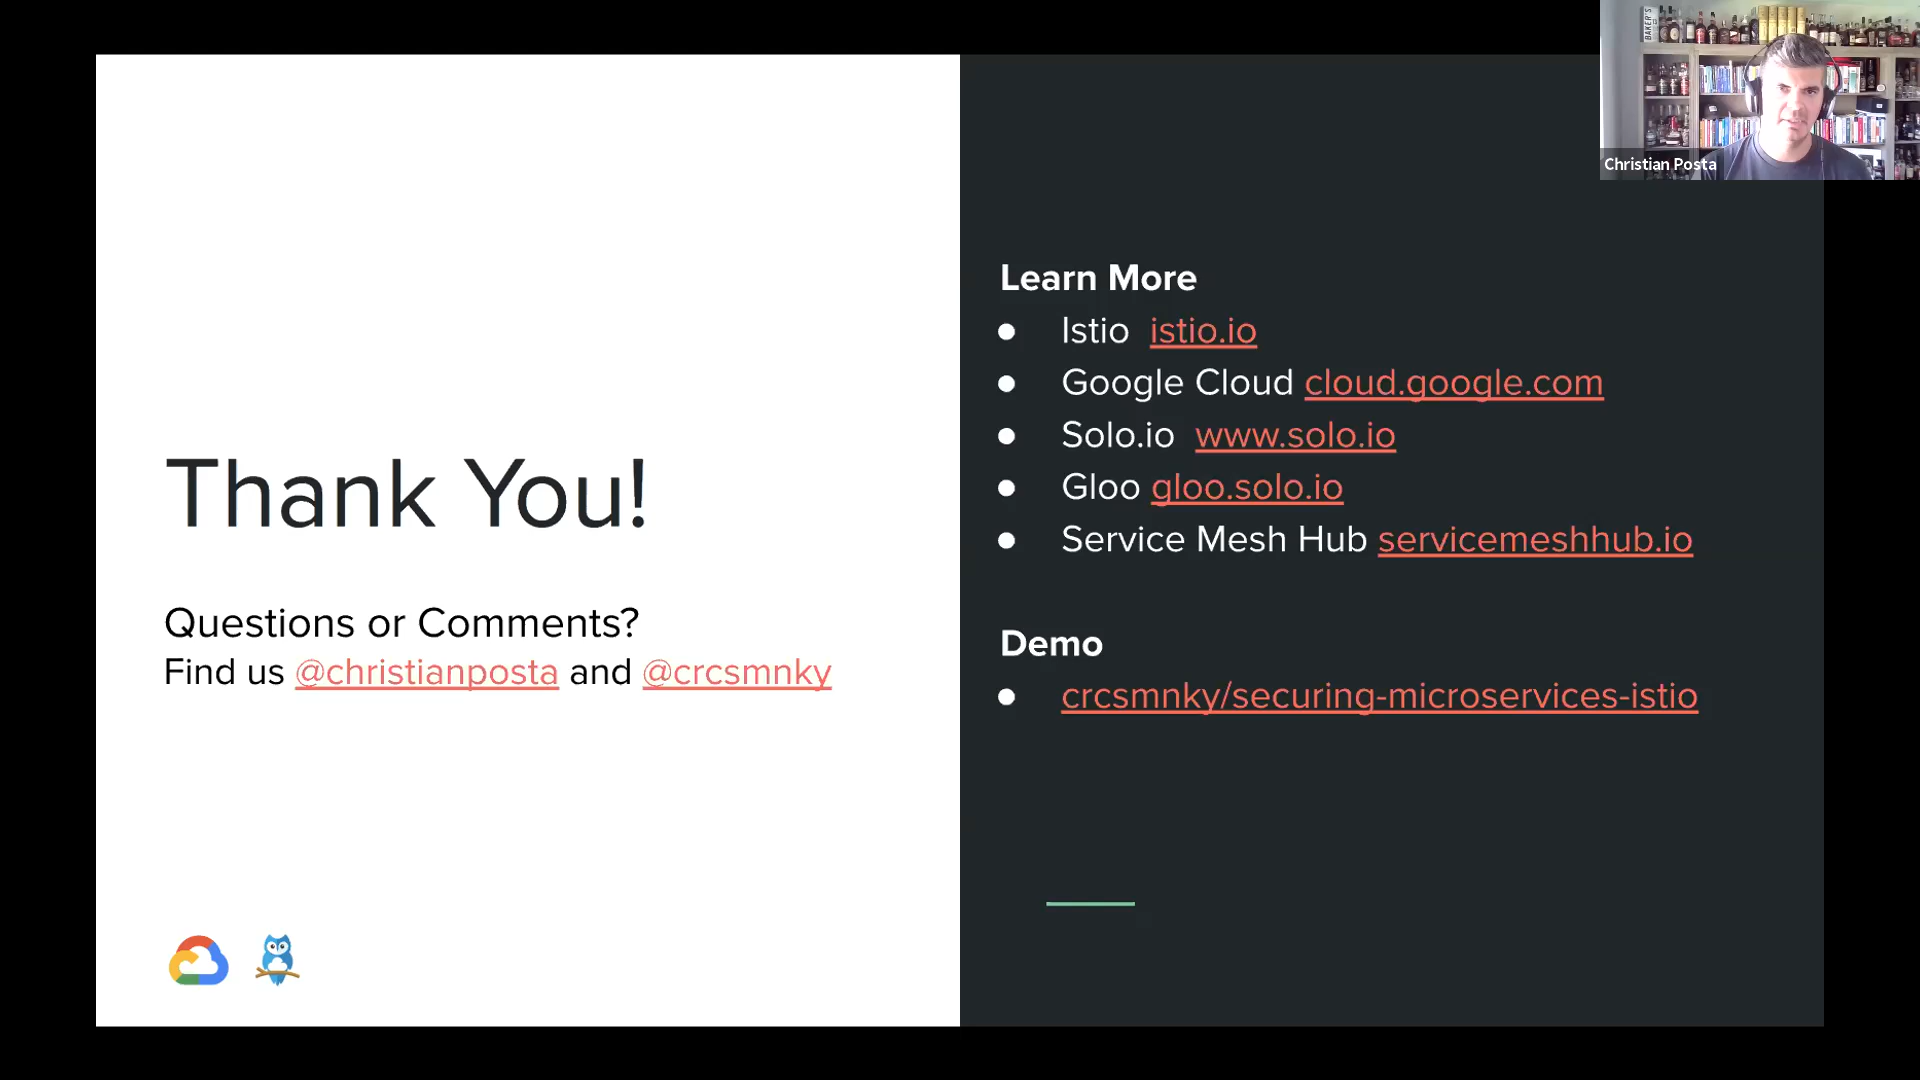 Thank You!
Questions or Comments?
Find us @christianposta and @crcsmnky
Learn More
● Istio istio.io
● Google Cloud cloud.google.com
● Solo.io www.solo.io
● Gloo gloo.solo.io
● Service Mesh Hub servicemeshhub.io
Demo
● crcsmnky/securing-microservices-istio
BAKER'S
Christian Posta